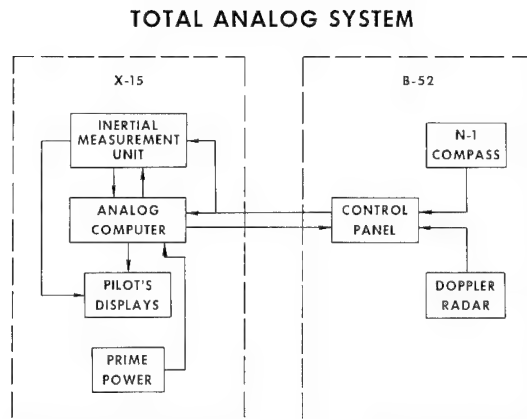 TOTAL ANALOG SYSTEM
X-15
B-52
INERTIAL
MEASUREMENT
UNIT
N-1
COMPASS
ANALOG
COMPUTER
CONTROL
PANEL
PILOT'S
DISPLAYS
DOPPLER
RADAR
PRIME
POWER